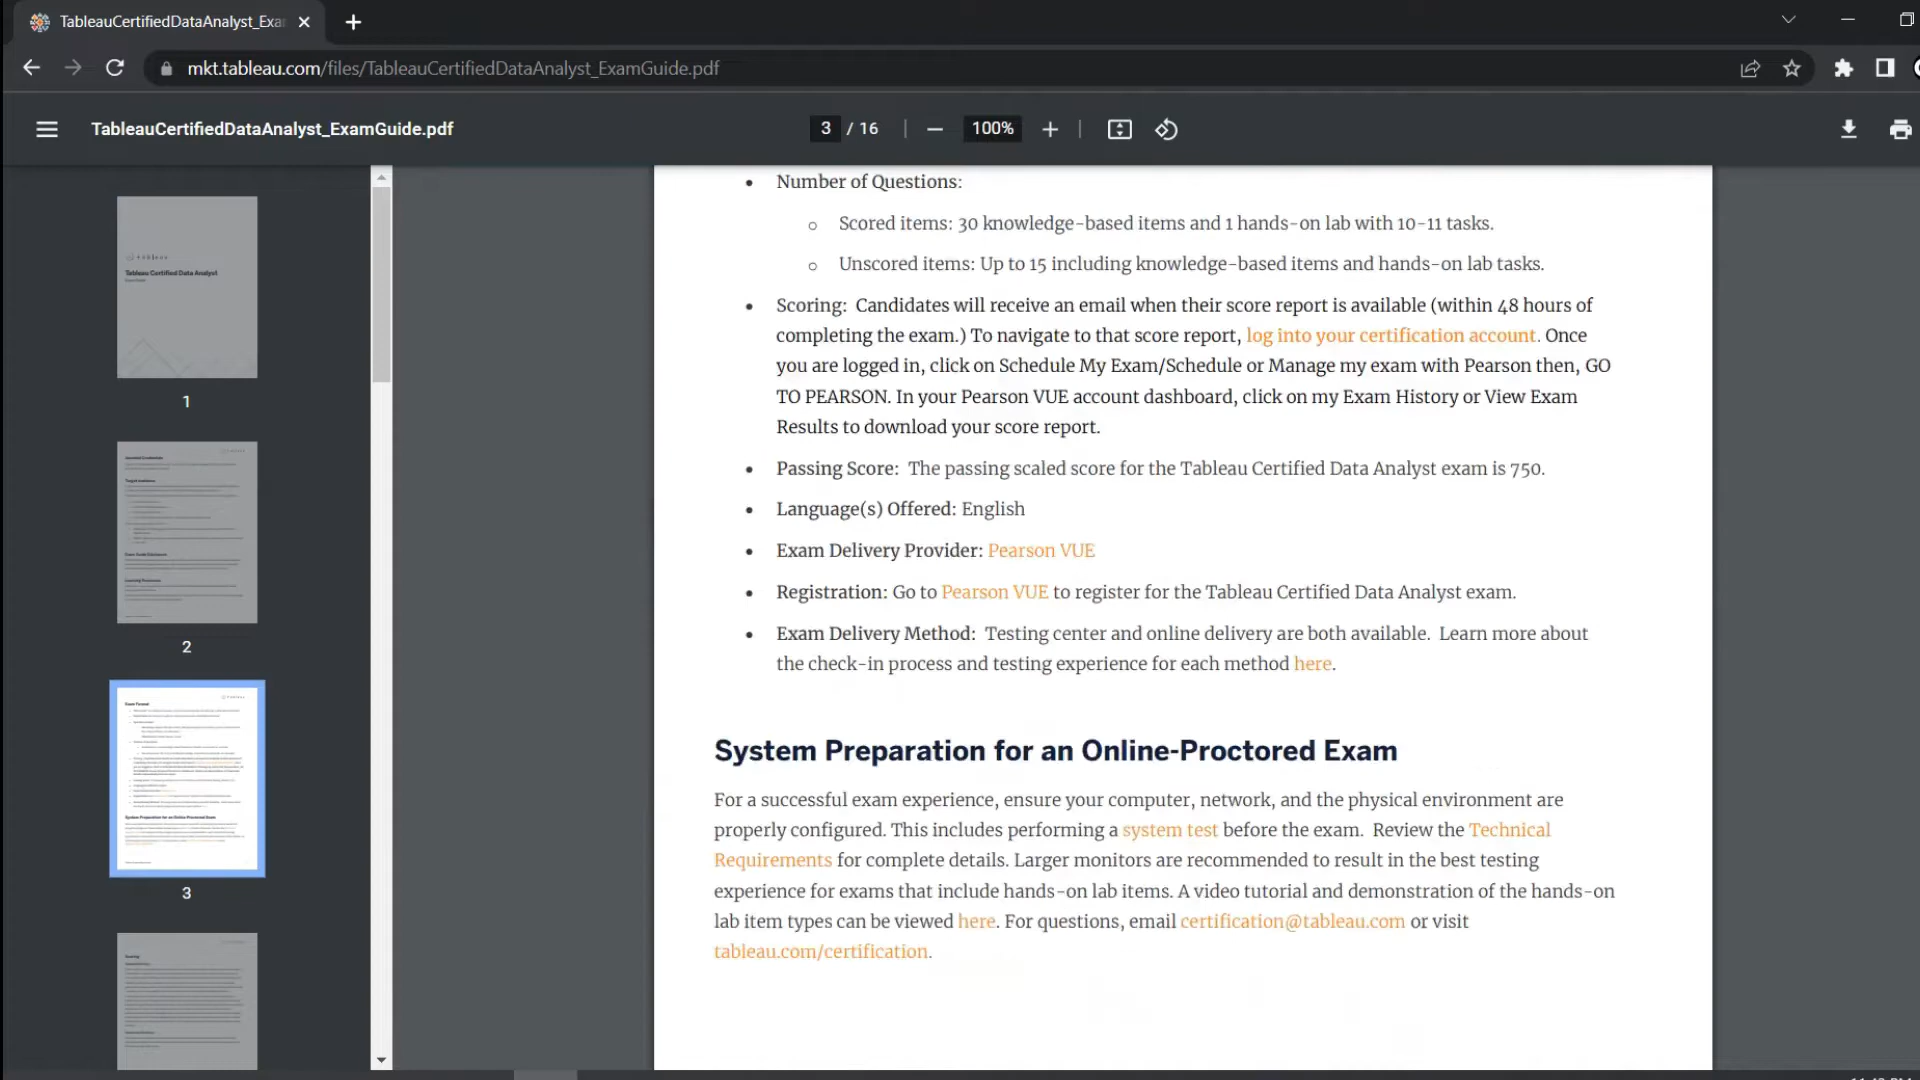 TableauCertifiedDataAnalyst_Exa
mkt.tableau.com/files/TableauCertifiedDataAnalyst_ExamGuide.pdf
TableauCertifiedDataAnalyst_ExamGuide.pdf
3 / 16
100%
Tableau Certified Data Analyst
1
2
3
• Number of Questions:
○ Scored items: 30 knowledge-based items and 1 hands-on lab with 10-11 tasks.
○ Unscored items: Up to 15 including knowledge-based items and hands-on lab tasks.
• Scoring: Candidates will receive an email when their score report is available (within 48 hours of
completing the exam.) To navigate to that score report, log into your certification account. Once
you are logged in, click on Schedule My Exam/Schedule or Manage my exam with Pearson then, GO
TO PEARSON. In your Pearson VUE account dashboard, click on my Exam History or View Exam
Results to download your score report.
• Passing Score: The passing scaled score for the Tableau Certified Data Analyst exam is 750.
• Language(s) Offered: English
• Exam Delivery Provider: Pearson VUE
• Registration: Go to Pearson VUE to register for the Tableau Certified Data Analyst exam.
• Exam Delivery Method: Testing center and online delivery are both available. Learn more about
the check-in process and testing experience for each method here.
System Preparation for an Online-Proctored Exam
For a successful exam experience, ensure your computer, network, and the physical environment are
properly configured. This includes performing a system test before the exam. Review the Technical
Requirements for complete details. Larger monitors are recommended to result in the best testing
experience for exams that include hands-on lab items. A video tutorial and demonstration of the hands-on
lab item types can be viewed here. For questions, email certification@tableau.com or visit
tableau.com/certification.